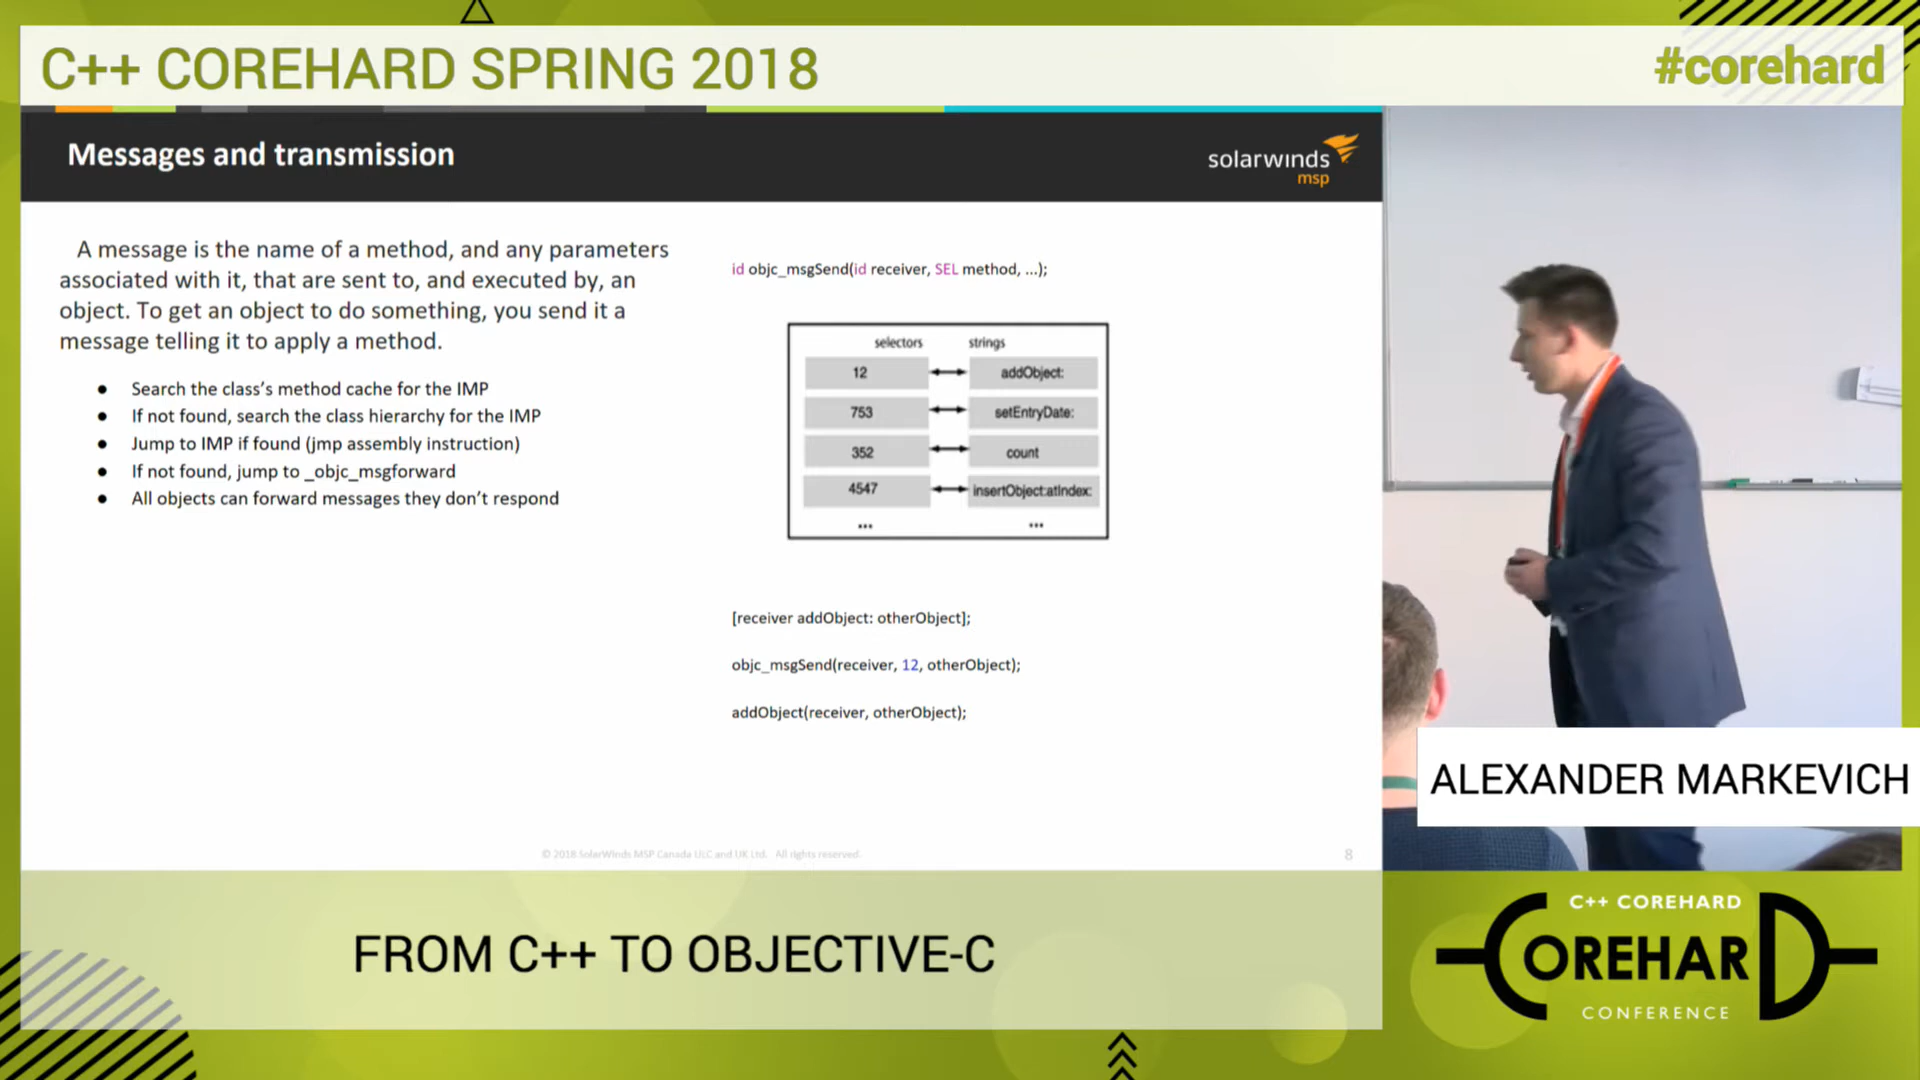 C++ COREHARD SPRING 2018
#corehard
Messages and transmission
solarwinds
msp
A message is the name of a method, and any parameters
associated with it, that are sent to, and executed by, an
object. To get an object to do something, you send it a
message telling it to apply a method.
● Search the class's method cache for the IMP
● If not found, search the class hierarchy for the IMP
● Jump to IMP if found (jmp assembly instruction)
● If not found, jump to _objc_msgforward
● All objects can forward messages they don't respond
id objc_msgSend(id receiver, SEL method, ...);
selectors strings
12 addObject:
753 setEntryDate:
352 count
4547 insertObject:atIndex:
... ...
[receiver addObject: otherObject];
objc_msgSend(receiver, 12, otherObject);
addObject(receiver, otherObject);
© 2018 SolarWinds MSP Canada ULC and UK Ltd. All rights reserved.
8
ALEXANDER MARKEVICH
FROM C++ TO OBJECTIVE-C
C++ COREHARD
COREHARD
CONFERENCE